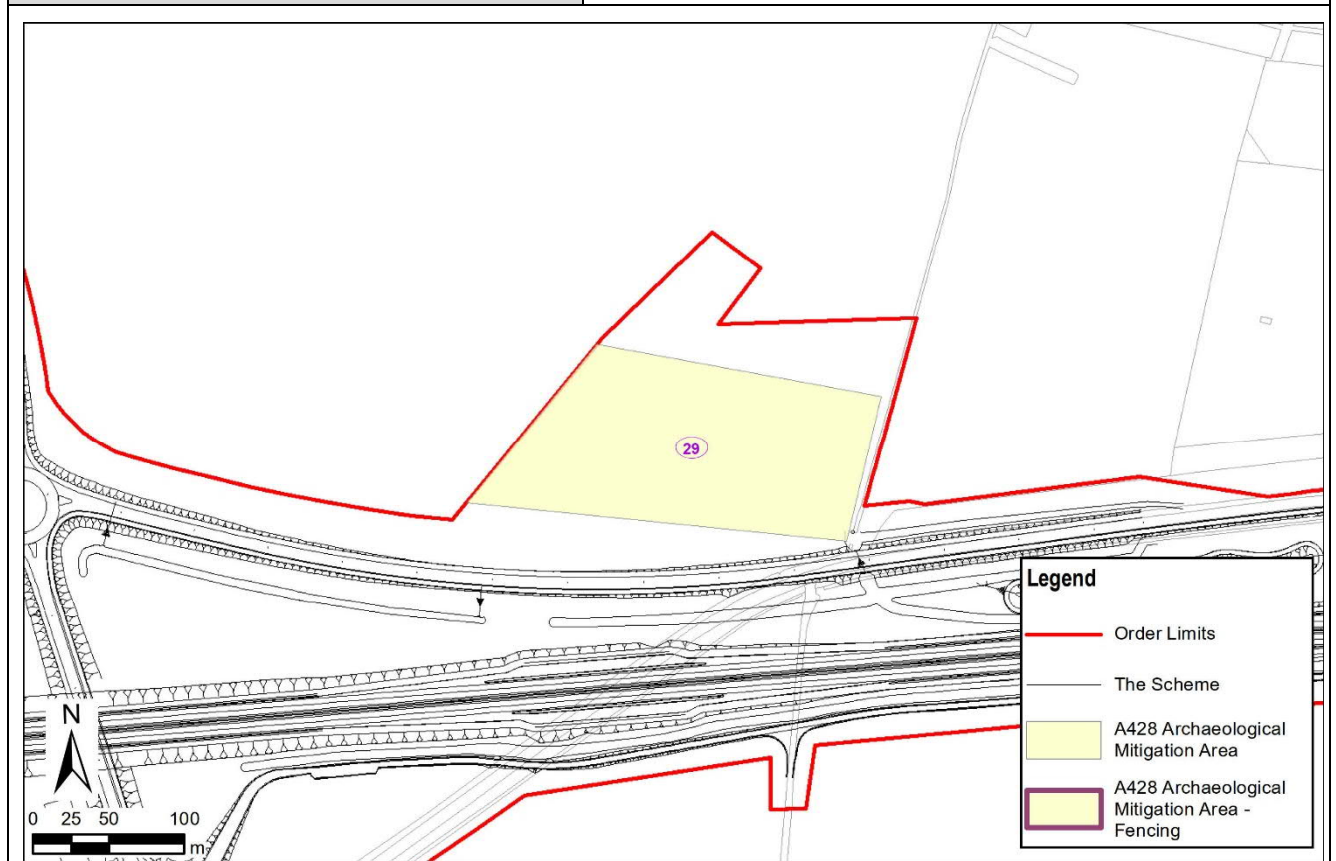 29
Legend
Order Limits
The Scheme
A428 Archaeological
Mitigation Area
A428 Archaeological
Mitigation Area -
Fencing
N
0 25 50 100
m